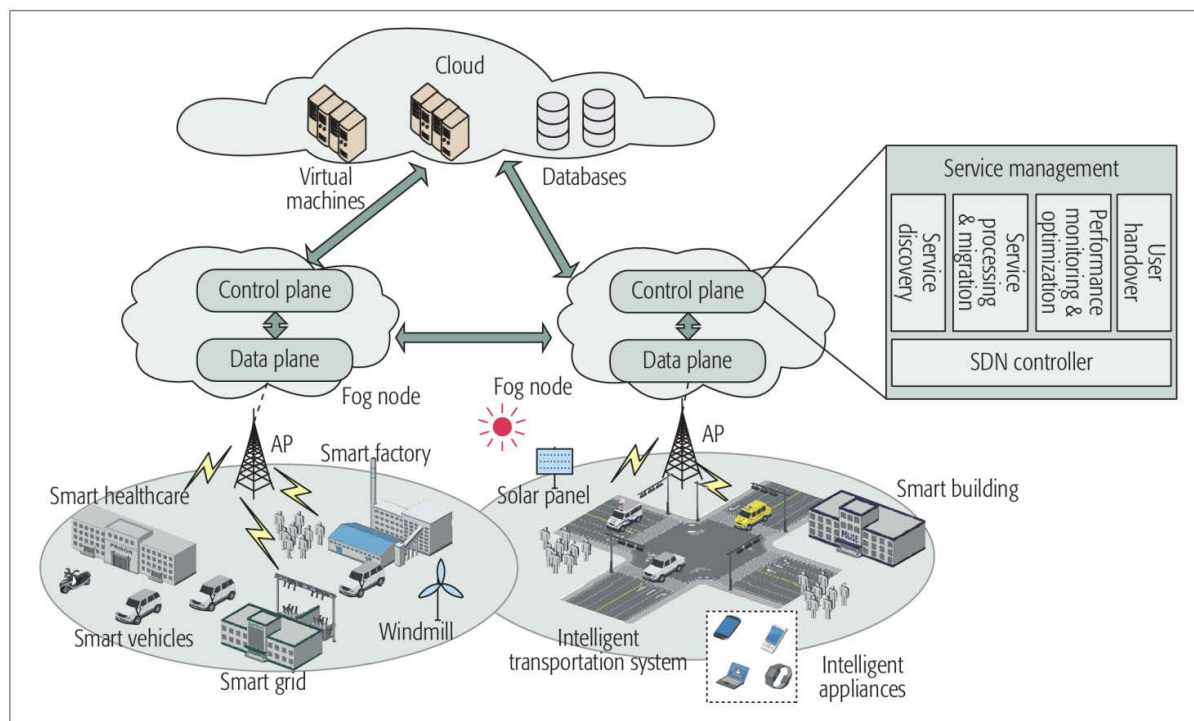 Cloud
Virtual
machines
Databases
Service management
Service
discovery
Service
processing
& migration
Performance
monitoring &
optimization
User
handover
SDN controller
Control plane
Data plane
Fog node
Control plane
Data plane
Fog node
AP
AP
Smart healthcare
Smart factory
PRISON
Smart vehicles
Smart grid
Windmill
Solar panel
Smart building
POLICE
Intelligent
transportation system
Intelligent
appliances